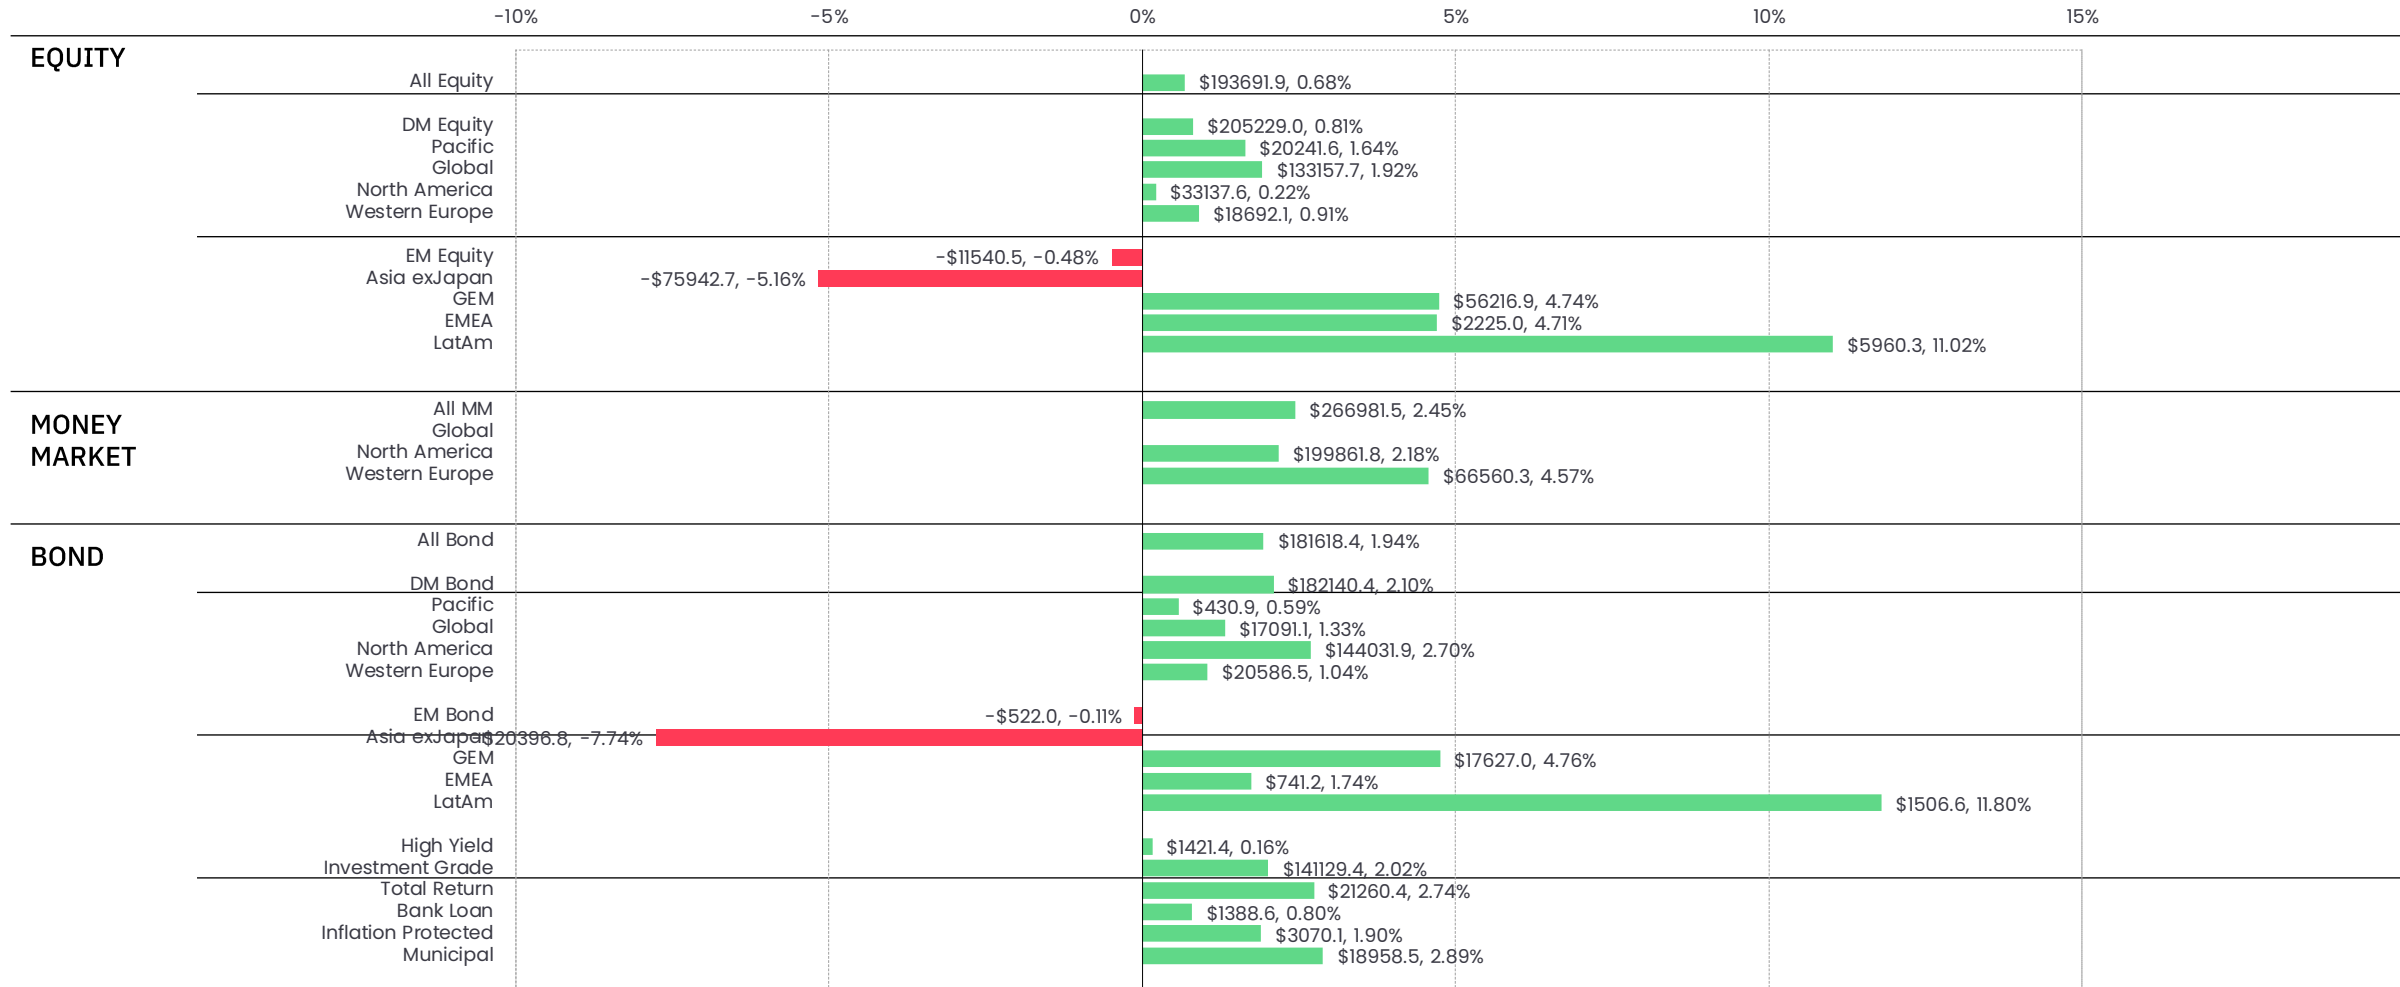 -10% -5% 0% 5% 10% 15%
EQUITY
All Equity $193691.9, 0.68%
DM Equity $205229.0, 0.81%
Pacific $20241.6, 1.64%
Global $133157.7, 1.92%
North America $33137.6, 0.22%
Western Europe $18692.1, 0.91%
EM Equity -$11540.5, -0.48%
Asia exJapan -$75942.7, -5.16%
GEM $56216.9, 4.74%
EMEA $2225.0, 4.71%
LatAm $5960.3, 11.02%
MONEY
MARKET
All MM $266981.5, 2.45%
Global
North America $199861.8, 2.18%
Western Europe $66560.3, 4.57%
BOND
All Bond $181618.4, 1.94%
DM Bond $182140.4, 2.10%
Pacific $430.9, 0.59%
Global $17091.1, 1.33%
North America $144031.9, 2.70%
Western Europe $20586.5, 1.04%
EM Bond -$522.0, -0.11%
Asia exJapan $20396.8, -7.74%
GEM $17627.0, 4.76%
EMEA $741.2, 1.74%
LatAm $1506.6, 11.80%
High Yield $1421.4, 0.16%
Investment Grade $141129.4, 2.02%
Total Return $21260.4, 2.74%
Bank Loan $1388.6, 0.80%
Inflation Protected $3070.1, 1.90%
Municipal $18958.5, 2.89%